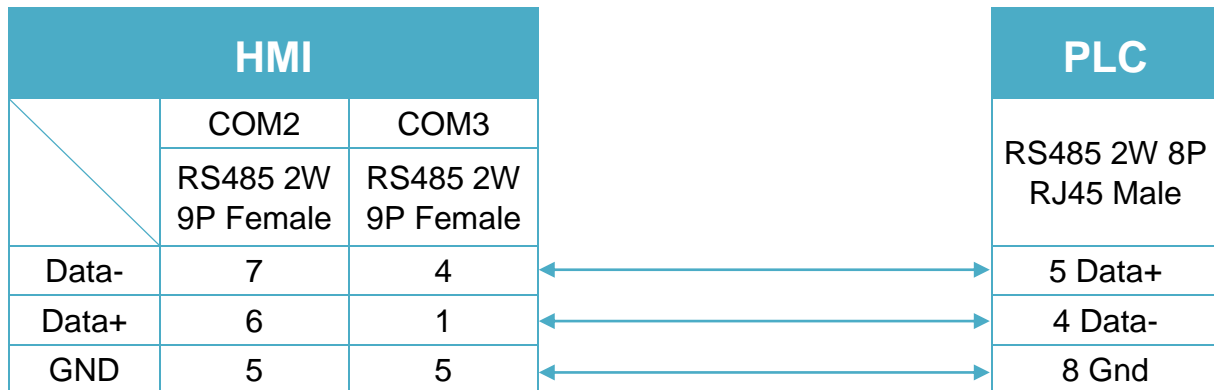 HMI
PLC
COM2 COM3
RS485 2W 9P Female
RS485 2W 9P Female
RS485 2W 8P
RJ45 Male
Data- 7 4 5 Data+
Data+ 6 1 4 Data-
GND 5 5 8 Gnd